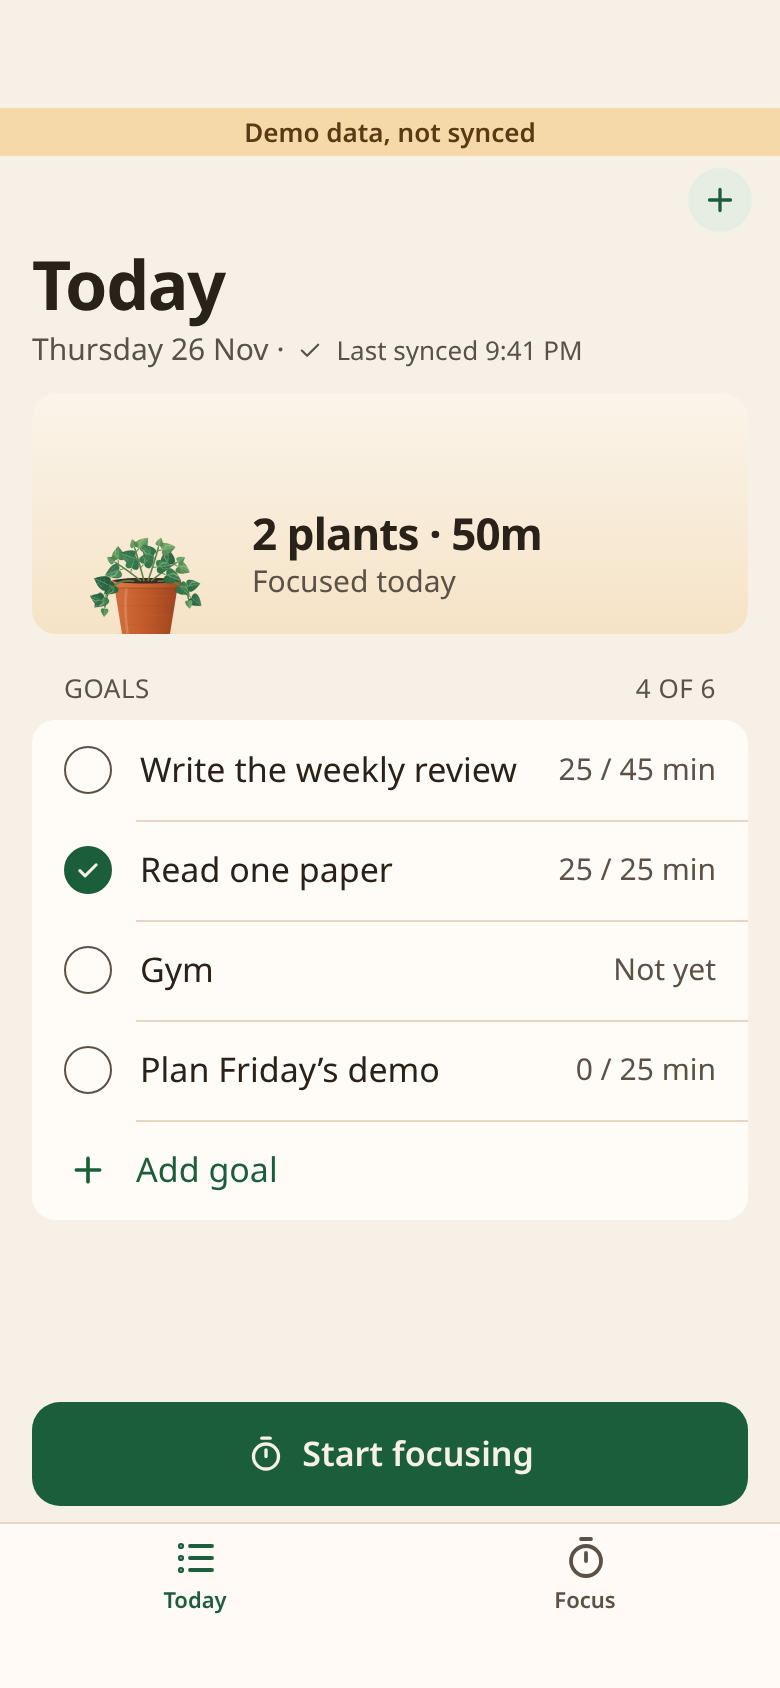 Demo data, not synced
Today
Thursday 26 Nov · Last synced 9:41 PM
2 plants · 50m
Focused today
GOALS 4 OF 6
Write the weekly review 25 / 45 min
Read one paper 25 / 25 min
Gym Not yet
Plan Friday’s demo 0 / 25 min
Add goal
Start focusing
Today Focus